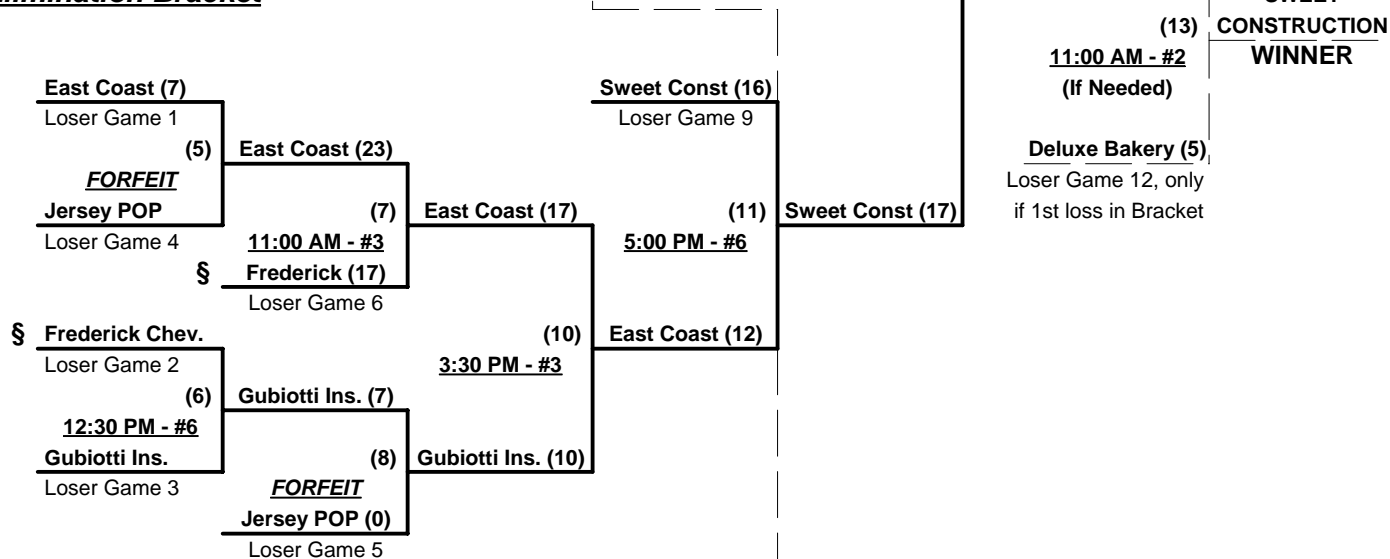 East Coast (7)
Loser Game 1
(5)
FORFEIT
Jersey POP
Loser Game 4
East Coast (23)
(7)
11:00 AM - #3
§ Frederick (17)
Loser Game 6
East Coast (17)
§ Frederick Chev.
Loser Game 2
(6)
12:30 PM - #6
Gubiotti Ins.
Loser Game 3
Gubiotti Ins. (7)
(8)
FORFEIT
Jersey POP (0)
Loser Game 5
Gubiotti Ins. (10)
(10)
3:30 PM - #3
Sweet Const (16)
Loser Game 9
(11)
5:00 PM - #6
East Coast (12)
Sweet Const (17)
(13)
11:00 AM - #2
(If Needed)
Deluxe Bakery (5)
Loser Game 12, only
if 1st loss in Bracket
CONSTRUCTION
WINNER